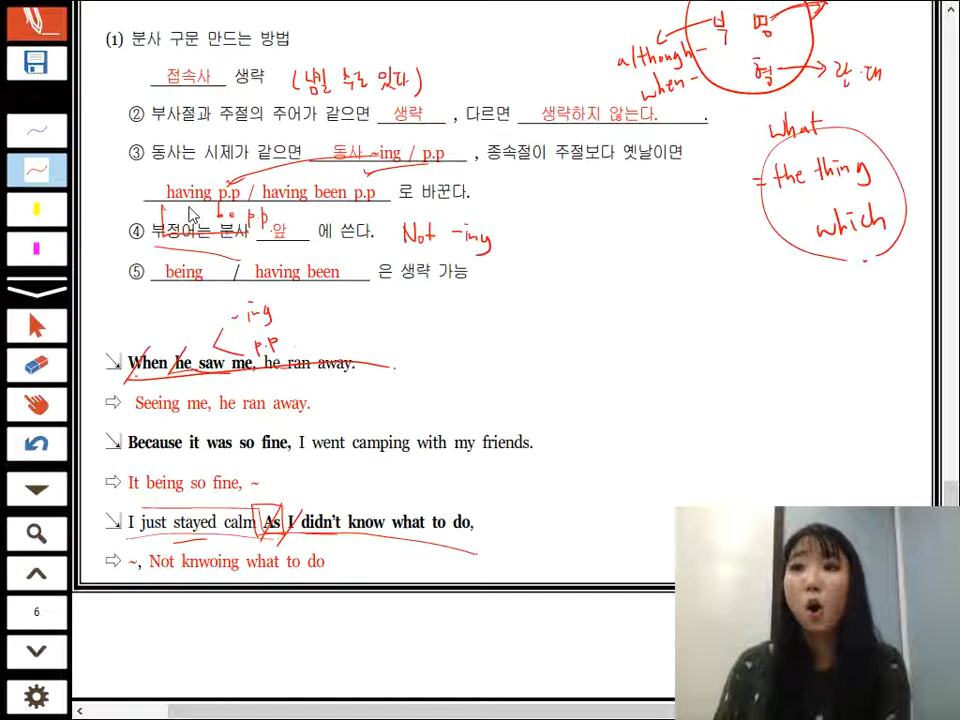 (1) 분사 구문 만드는 방법
접속사 생략 (남길 수도 있다)
② 부사절과 주절의 주어가 같으면 생략 , 다르면 생략하지 않는다. .
③ 동사는 시제가 같으면 동사 ~ing / p.p , 종속절이 주절보다 옛날이면
having p.p / having been p.p 로 바꾼다.
p.p.
④ 부정어는 분사 앞 에 쓴다. Not -ing
⑤ being / having been 은 생략 가능
although
when
부 명
형
what
= the thing
which
-ing
p.p
When he saw me, he ran away.
⇨ Seeing me, he ran away.
Because it was so fine, I went camping with my friends.
⇨ It being so fine, ~
I just stayed calm As I didn't know what to do,
⇨ ~, Not knwoing what to do
6